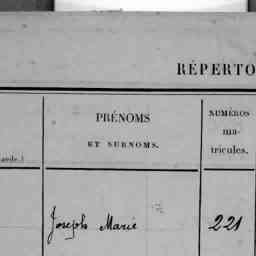 RÉPERTO
PRÉNOMS
ET SURNOMS.
NUMÉROS
ma-
tricules.
Joseph Marie
221